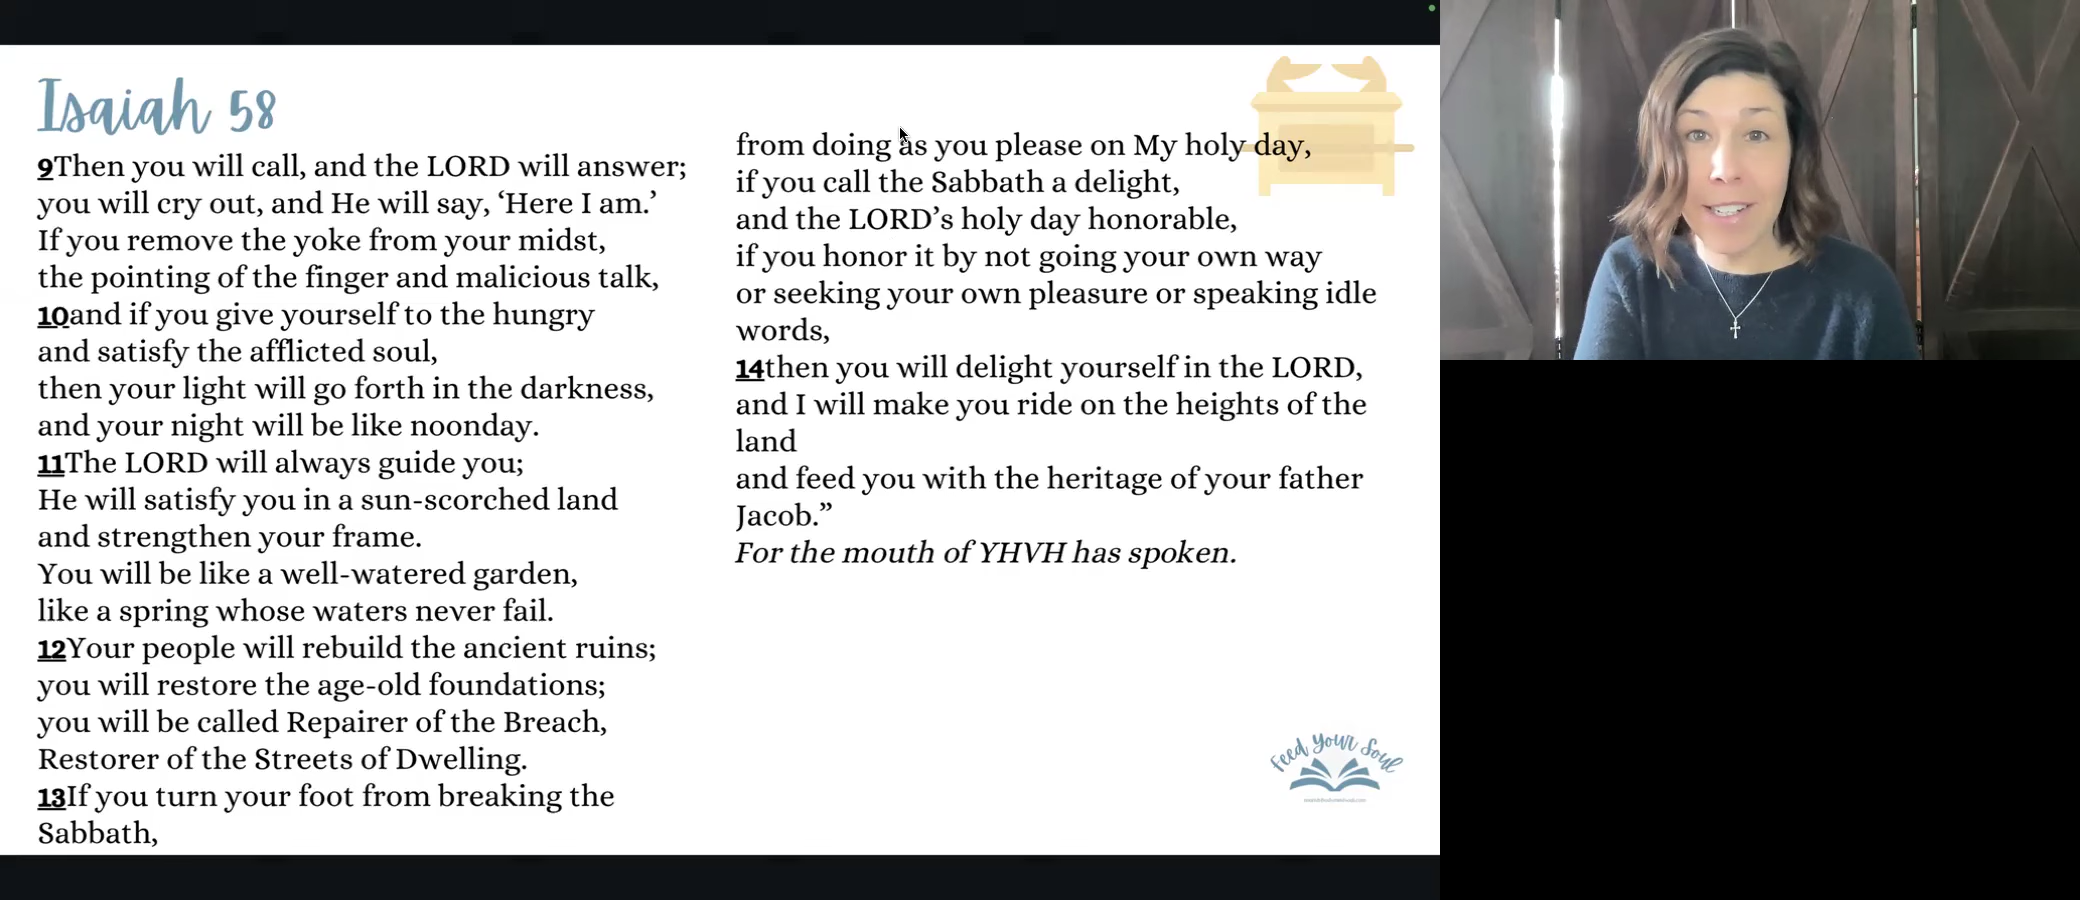 Isaiah 58
9Then you will call, and the LORD will answer;
you will cry out, and He will say, ‘Here I am.’
If you remove the yoke from your midst,
the pointing of the finger and malicious talk,
10and if you give yourself to the hungry
and satisfy the afflicted soul,
then your light will go forth in the darkness,
and your night will be like noonday.
11The LORD will always guide you;
He will satisfy you in a sun-scorched land
and strengthen your frame.
You will be like a well-watered garden,
like a spring whose waters never fail.
12Your people will rebuild the ancient ruins;
you will restore the age-old foundations;
you will be called Repairer of the Breach,
Restorer of the Streets of Dwelling.
13If you turn your foot from breaking the
Sabbath,
from doing as you please on My holy day,
if you call the Sabbath a delight,
and the LORD’s holy day honorable,
if you honor it by not going your own way
or seeking your own pleasure or speaking idle
words,
14then you will delight yourself in the LORD,
and I will make you ride on the heights of the
land
and feed you with the heritage of your father
Jacob.”
For the mouth of YHVH has spoken.
Feed Your Soul